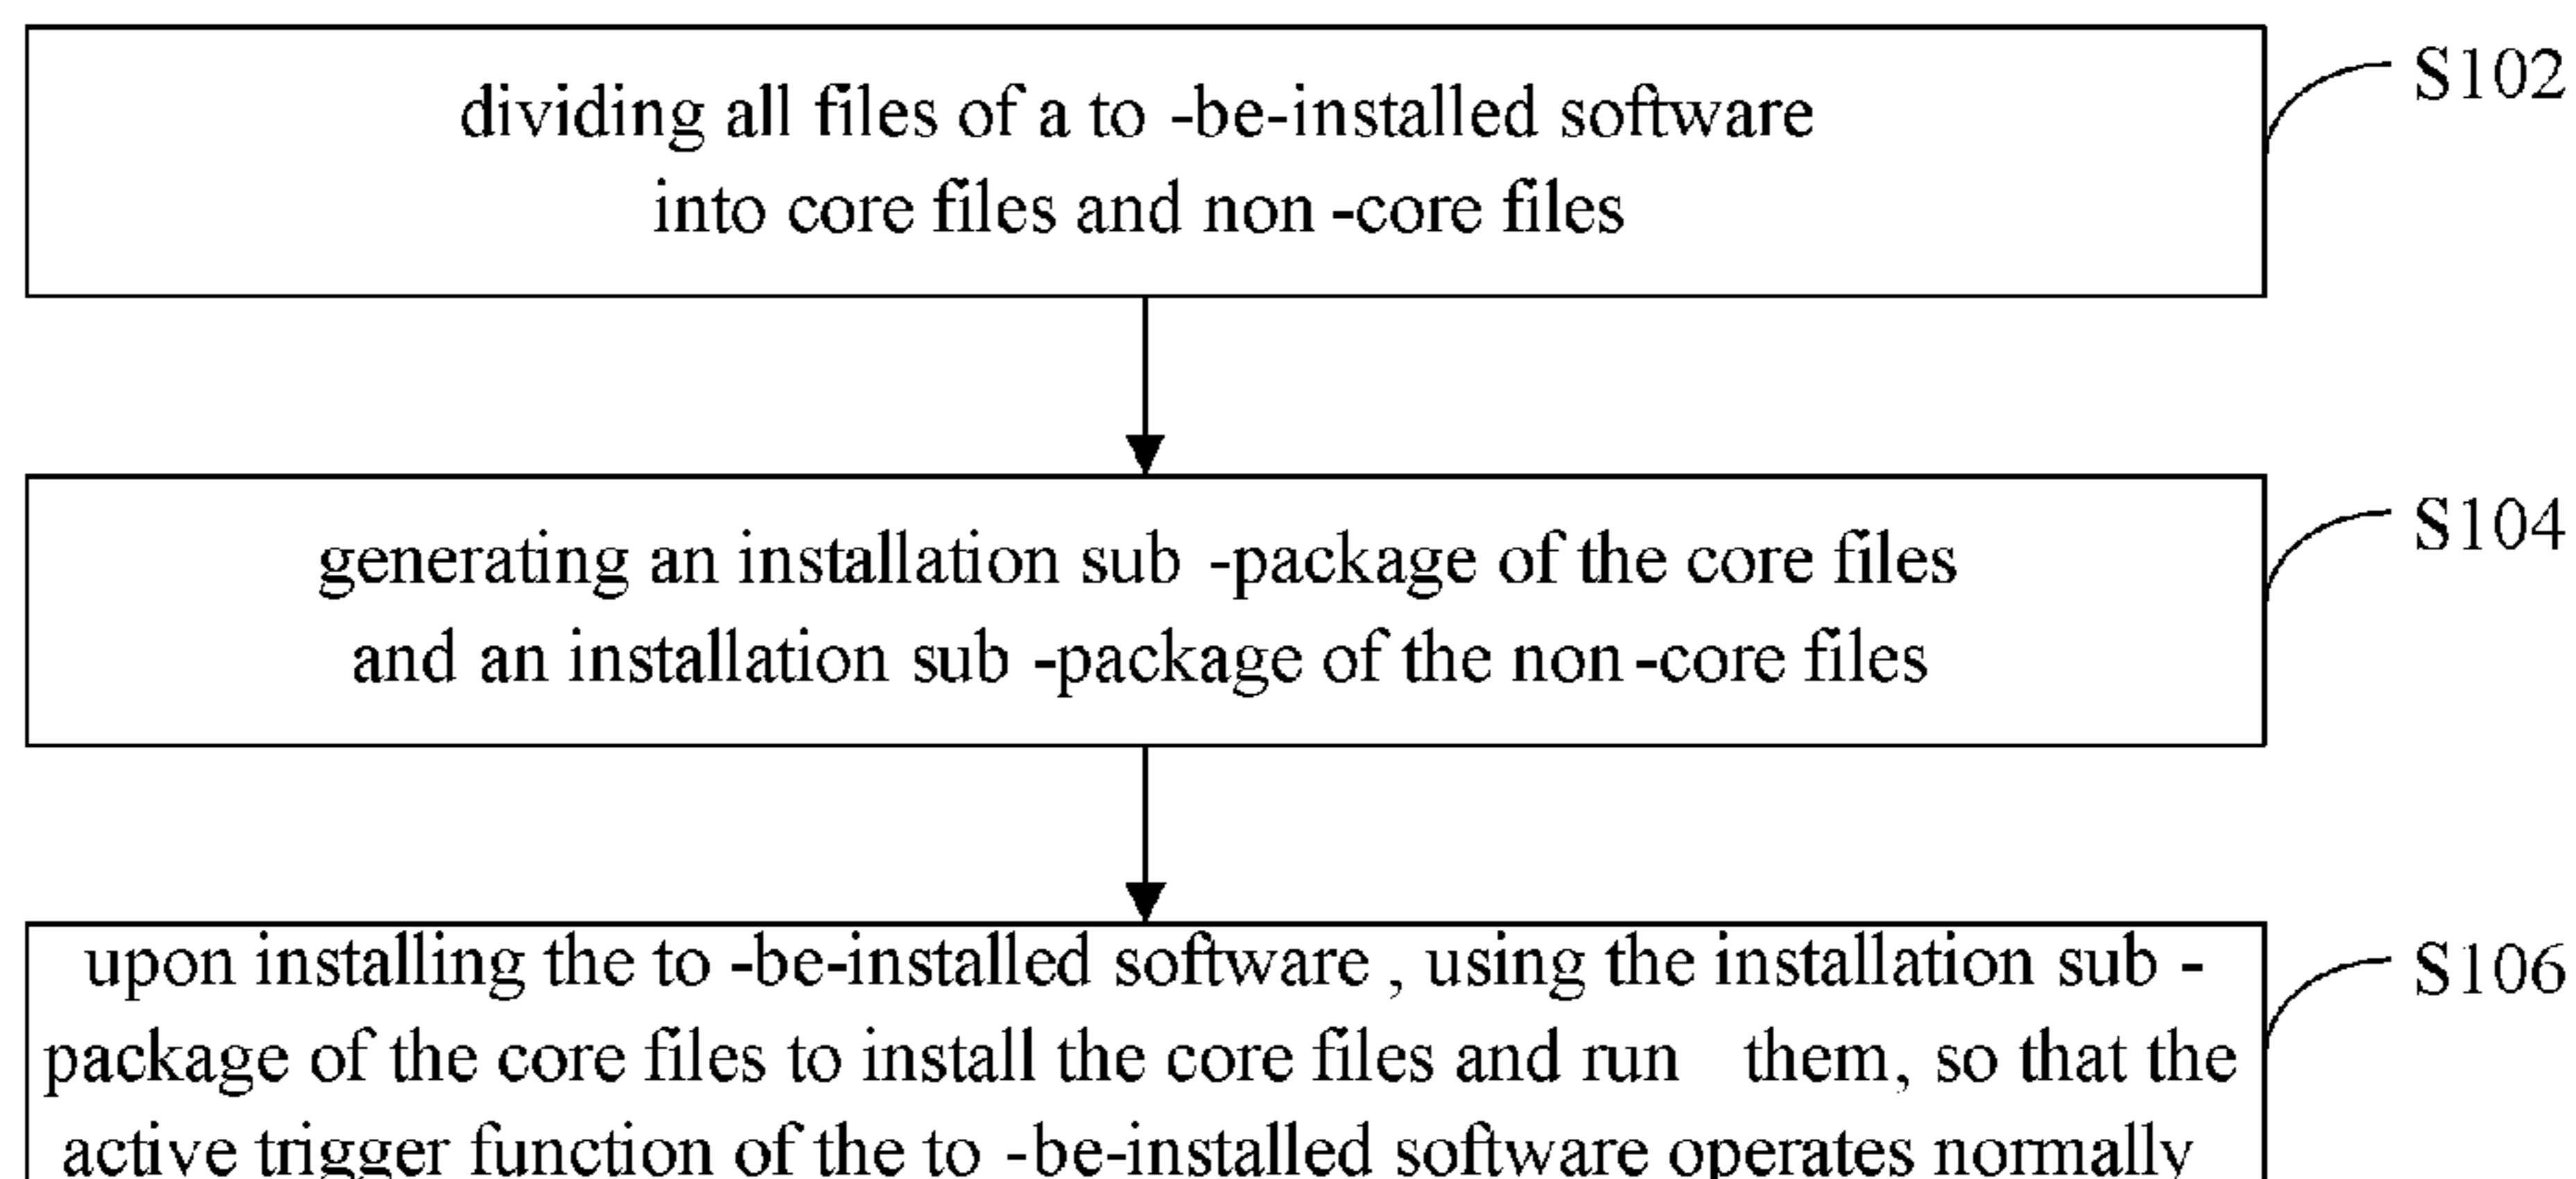 dividing all files of a to -be-installed software
into core files and non -core files
S102
generating an installation sub -package of the core files
and an installation sub -package of the non -core files
S104
upon installing the to -be-installed software , using the installation sub -
package of the core files to install the core files and run them, so that the
active trigger function of the to -be-installed software operates normally
S106